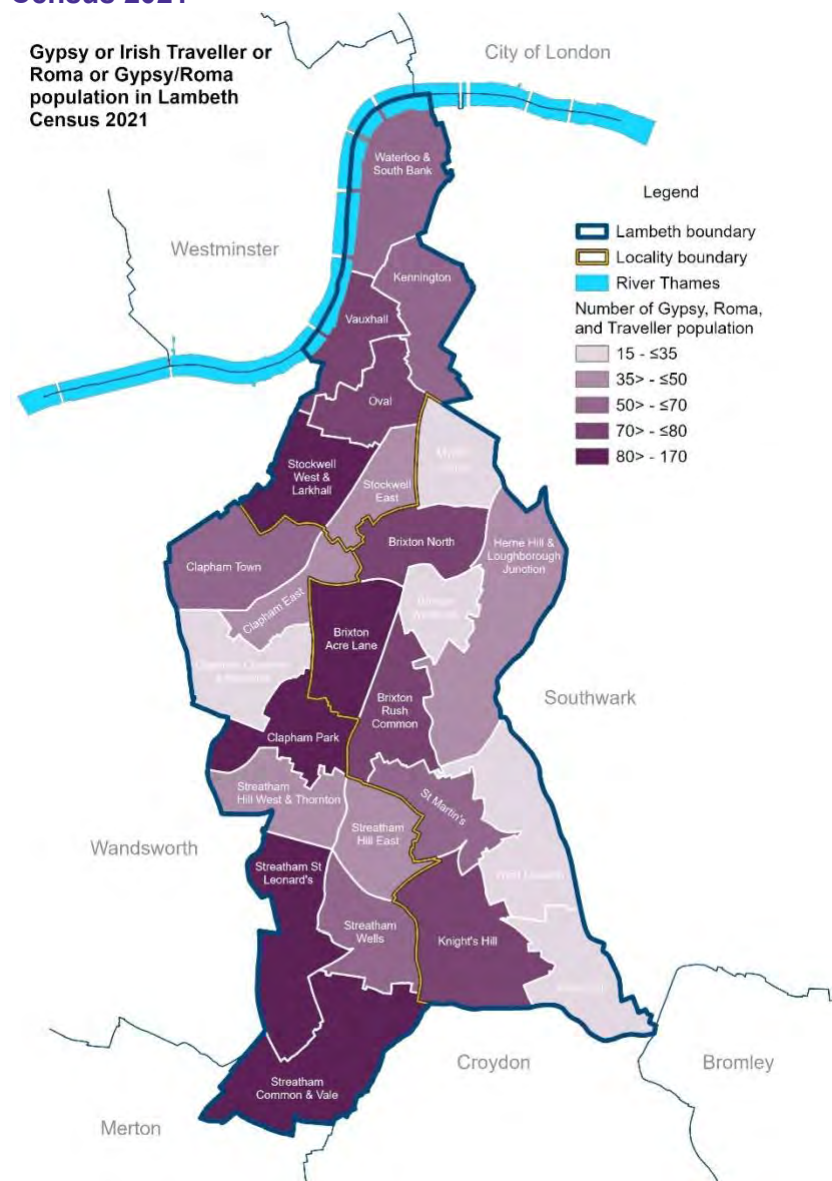 Census 2021
Gypsy or Irish Traveller or
Roma or Gypsy/Roma
population in Lambeth
Census 2021
City of London
Westminster
Waterloo &
South Bank
Kennington
Vauxhall
Oval
Legend
Lambeth boundary
Locality boundary
River Thames
Number of Gypsy, Roma,
and Traveller population
15 - ≤35
35> - ≤50
50> - ≤70
70> - ≤80
80> - 170
Stockwell
West &
Larkhall
Stockwell
East
Brixton North
Herne Hill &
Loughborough
Junction
Clapham Town
Clapham East
Brixton
Acre Lane
Brixton
Rush
Common
Southwark
Clapham Park
Streatham
Hill West & Thornton
St Martin's
Streatham
Hill East
Wandsworth
Streatham St
Leonard's
Streatham
Wells
Knight's Hill
Streatham
Common & Vale
Croydon
Bromley
Merton